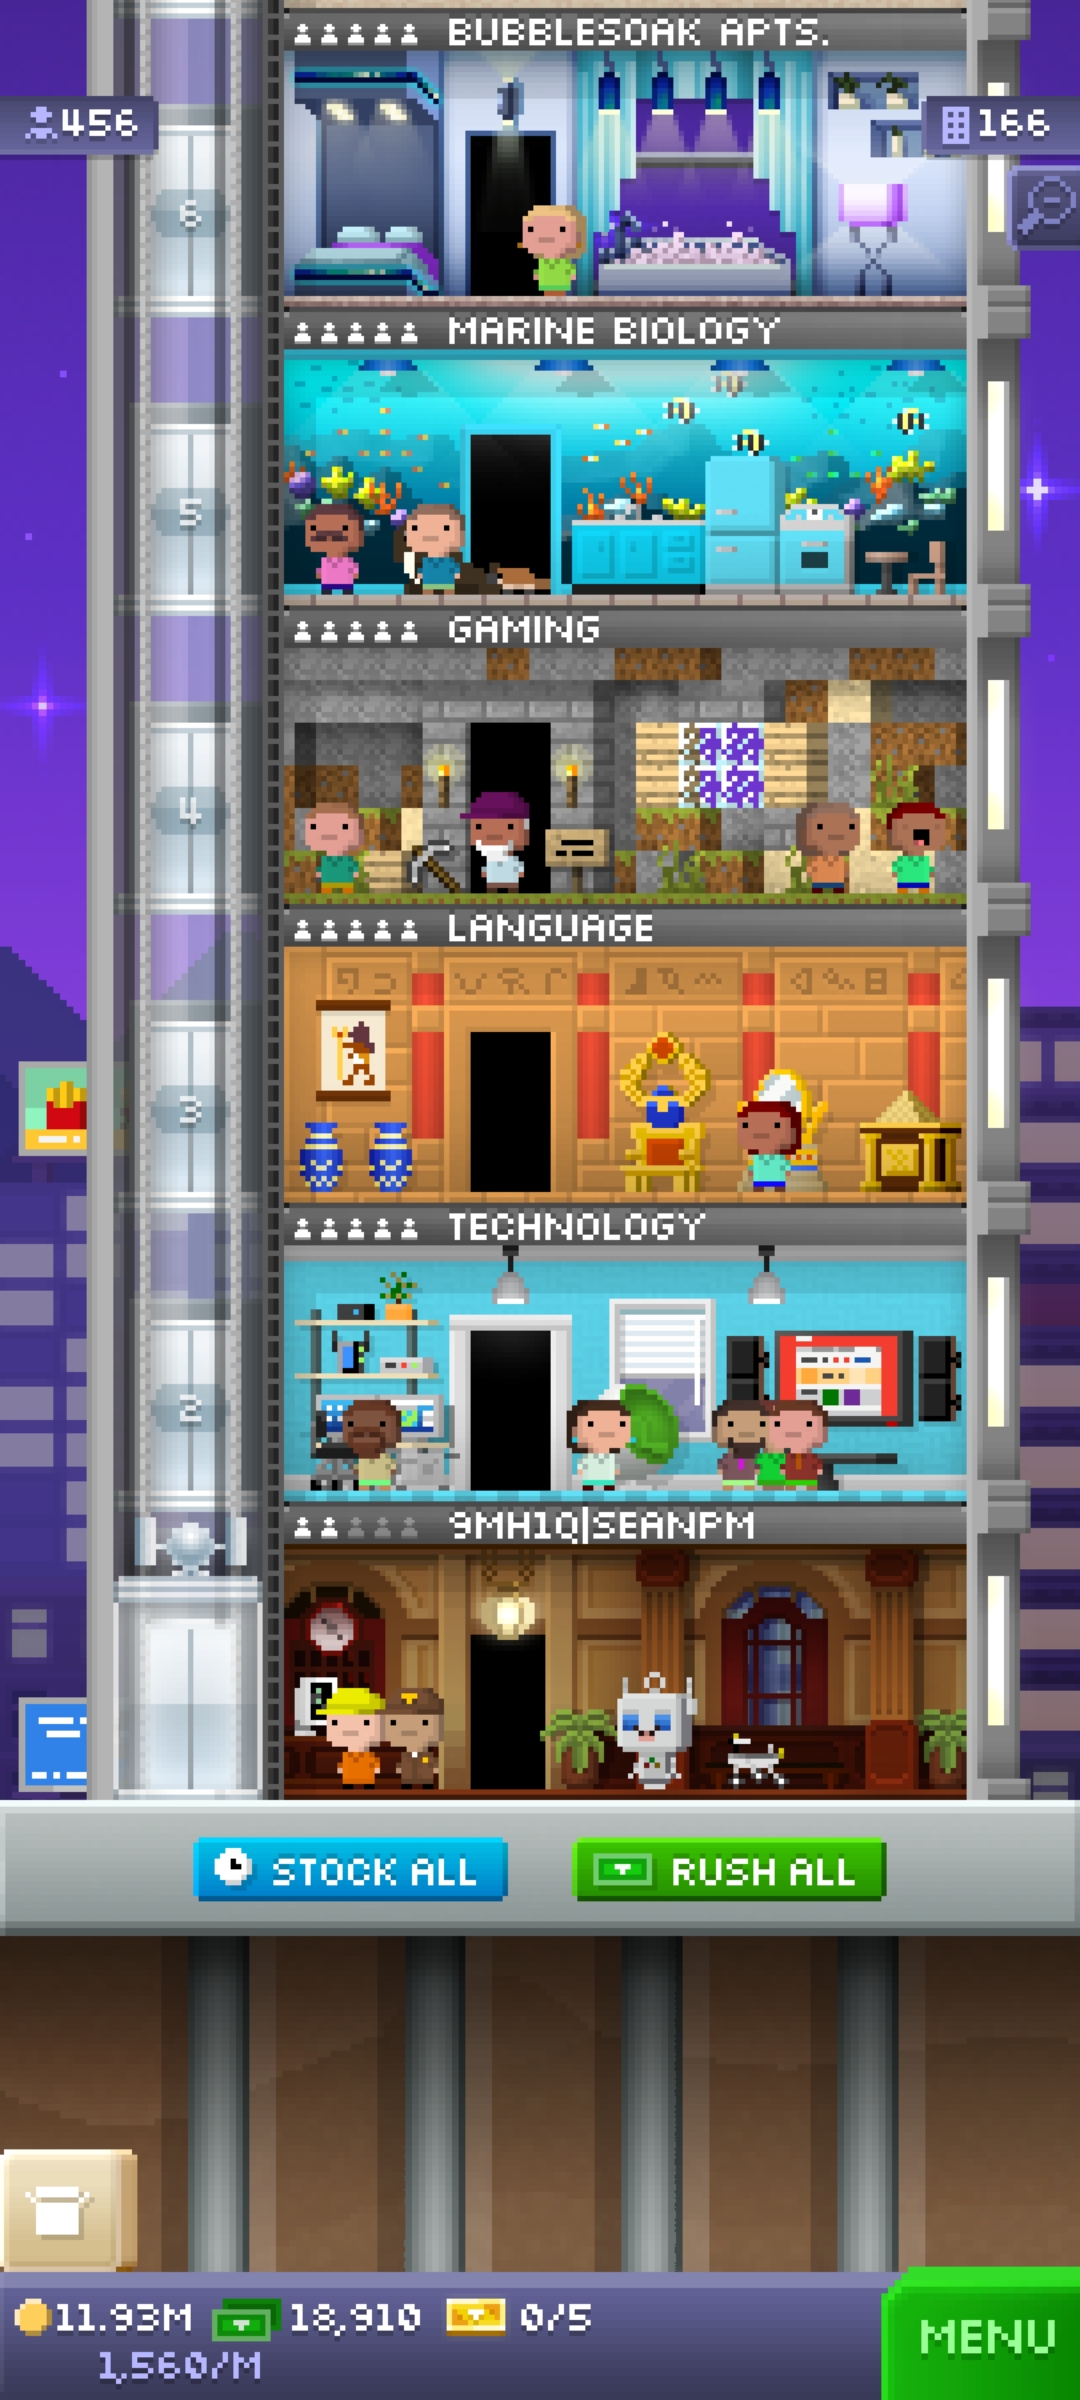 BUBBLESOAK APTS.
456
166
6
MARINE BIOLOGY
5
GAMING
4
LANGUAGE
3
TECHNOLOGY
2
9MH1Q|SEANPM
STOCK ALL
RUSH ALL
11.93M 18,910 0/5
1,560/M
MENU